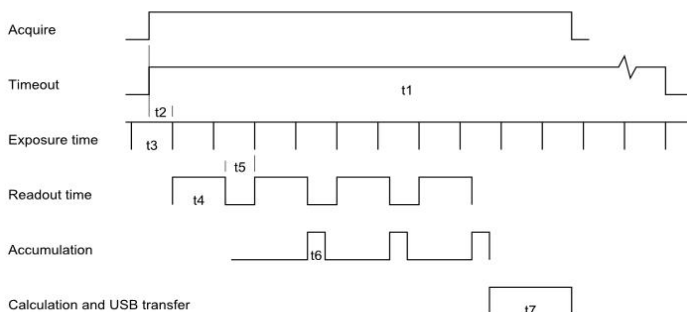 Acquire
Timeout
t1
t2
Exposure time
t3
t5
Readout time
t4
Accumulation
t6
Calculation and USB transfer
t7